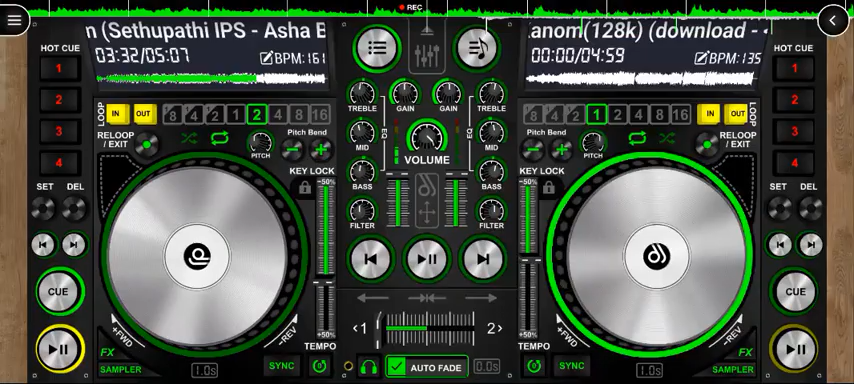 REC
n (Sethupathi IPS - Asha B
03:32/05:07
BPM:161
anom(128k) (download -
00:00/04:59
BPM:135
HOT CUE
1
2
3
4
SET DEL
CUE
LOOP
IN OUT
/8 /4 /2 1 2 4 8 16
RELOOP
/ EXIT
PITCH
Pitch Bend
KEY LOCK
-50%
+50%
TEMPO
+FWD
-REV
FX
SAMPLER
1.0s
SYNC
TREBLE
GAIN
GAIN
TREBLE
EQ
MID
VOLUME
MID
EQ
BASS
BASS
FILTER
FILTER
1
2
AUTO FADE
0.0s
/8 /4 /2 1 2 4 8 16
IN OUT
LOOP
Pitch Bend
PITCH
RELOOP
/ EXIT
KEY LOCK
-50%
+50%
TEMPO
+FWD
-REV
SYNC
1.0s
FX
SAMPLER
HOT CUE
1
2
3
4
SET DEL
CUE